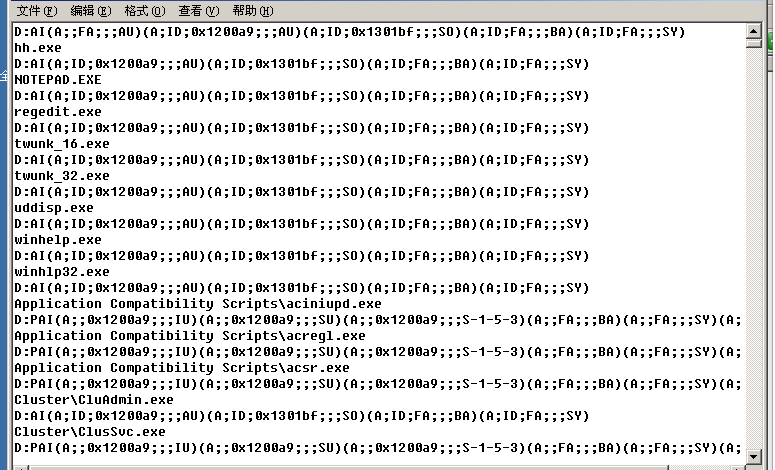 文件(F) 编辑(E) 格式(O) 查看(V) 帮助(H)
D:AI(A;;FA;;;AU)(A;ID;0x1200a9;;;AU)(A;ID;0x1301bf;;;SO)(A;ID;FA;;;BA)(A;ID;FA;;;SY)
hh.exe
D:AI(A;ID;0x1200a9;;;AU)(A;ID;0x1301bf;;;SO)(A;ID;FA;;;BA)(A;ID;FA;;;SY)
NOTEPAD.EXE
D:AI(A;ID;0x1200a9;;;AU)(A;ID;0x1301bf;;;SO)(A;ID;FA;;;BA)(A;ID;FA;;;SY)
regedit.exe
D:AI(A;ID;0x1200a9;;;AU)(A;ID;0x1301bf;;;SO)(A;ID;FA;;;BA)(A;ID;FA;;;SY)
twunk_16.exe
D:AI(A;ID;0x1200a9;;;AU)(A;ID;0x1301bf;;;SO)(A;ID;FA;;;BA)(A;ID;FA;;;SY)
twunk_32.exe
D:AI(A;ID;0x1200a9;;;AU)(A;ID;0x1301bf;;;SO)(A;ID;FA;;;BA)(A;ID;FA;;;SY)
uddisp.exe
D:AI(A;ID;0x1200a9;;;AU)(A;ID;0x1301bf;;;SO)(A;ID;FA;;;BA)(A;ID;FA;;;SY)
winhelp.exe
D:AI(A;ID;0x1200a9;;;AU)(A;ID;0x1301bf;;;SO)(A;ID;FA;;;BA)(A;ID;FA;;;SY)
winhlp32.exe
D:AI(A;ID;0x1200a9;;;AU)(A;ID;0x1301bf;;;SO)(A;ID;FA;;;BA)(A;ID;FA;;;SY)
Application Compatibility Scripts\aciniupd.exe
D:PAI(A;;0x1200a9;;;IU)(A;;0x1200a9;;;SU)(A;;0x1200a9;;;S-1-5-3)(A;;FA;;;BA)(A;;FA;;;SY)(A;
Application Compatibility Scripts\acregl.exe
D:PAI(A;;0x1200a9;;;IU)(A;;0x1200a9;;;SU)(A;;0x1200a9;;;S-1-5-3)(A;;FA;;;BA)(A;;FA;;;SY)(A;
Application Compatibility Scripts\acsr.exe
D:PAI(A;;0x1200a9;;;IU)(A;;0x1200a9;;;SU)(A;;0x1200a9;;;S-1-5-3)(A;;FA;;;BA)(A;;FA;;;SY)(A;
Cluster\CluAdmin.exe
D:AI(A;ID;0x1200a9;;;AU)(A;ID;0x1301bf;;;SO)(A;ID;FA;;;BA)(A;ID;FA;;;SY)
Cluster\ClusSvc.exe
D:PAI(A;;0x1200a9;;;IU)(A;;0x1200a9;;;SU)(A;;0x1200a9;;;S-1-5-3)(A;;FA;;;BA)(A;;FA;;;SY)(A;